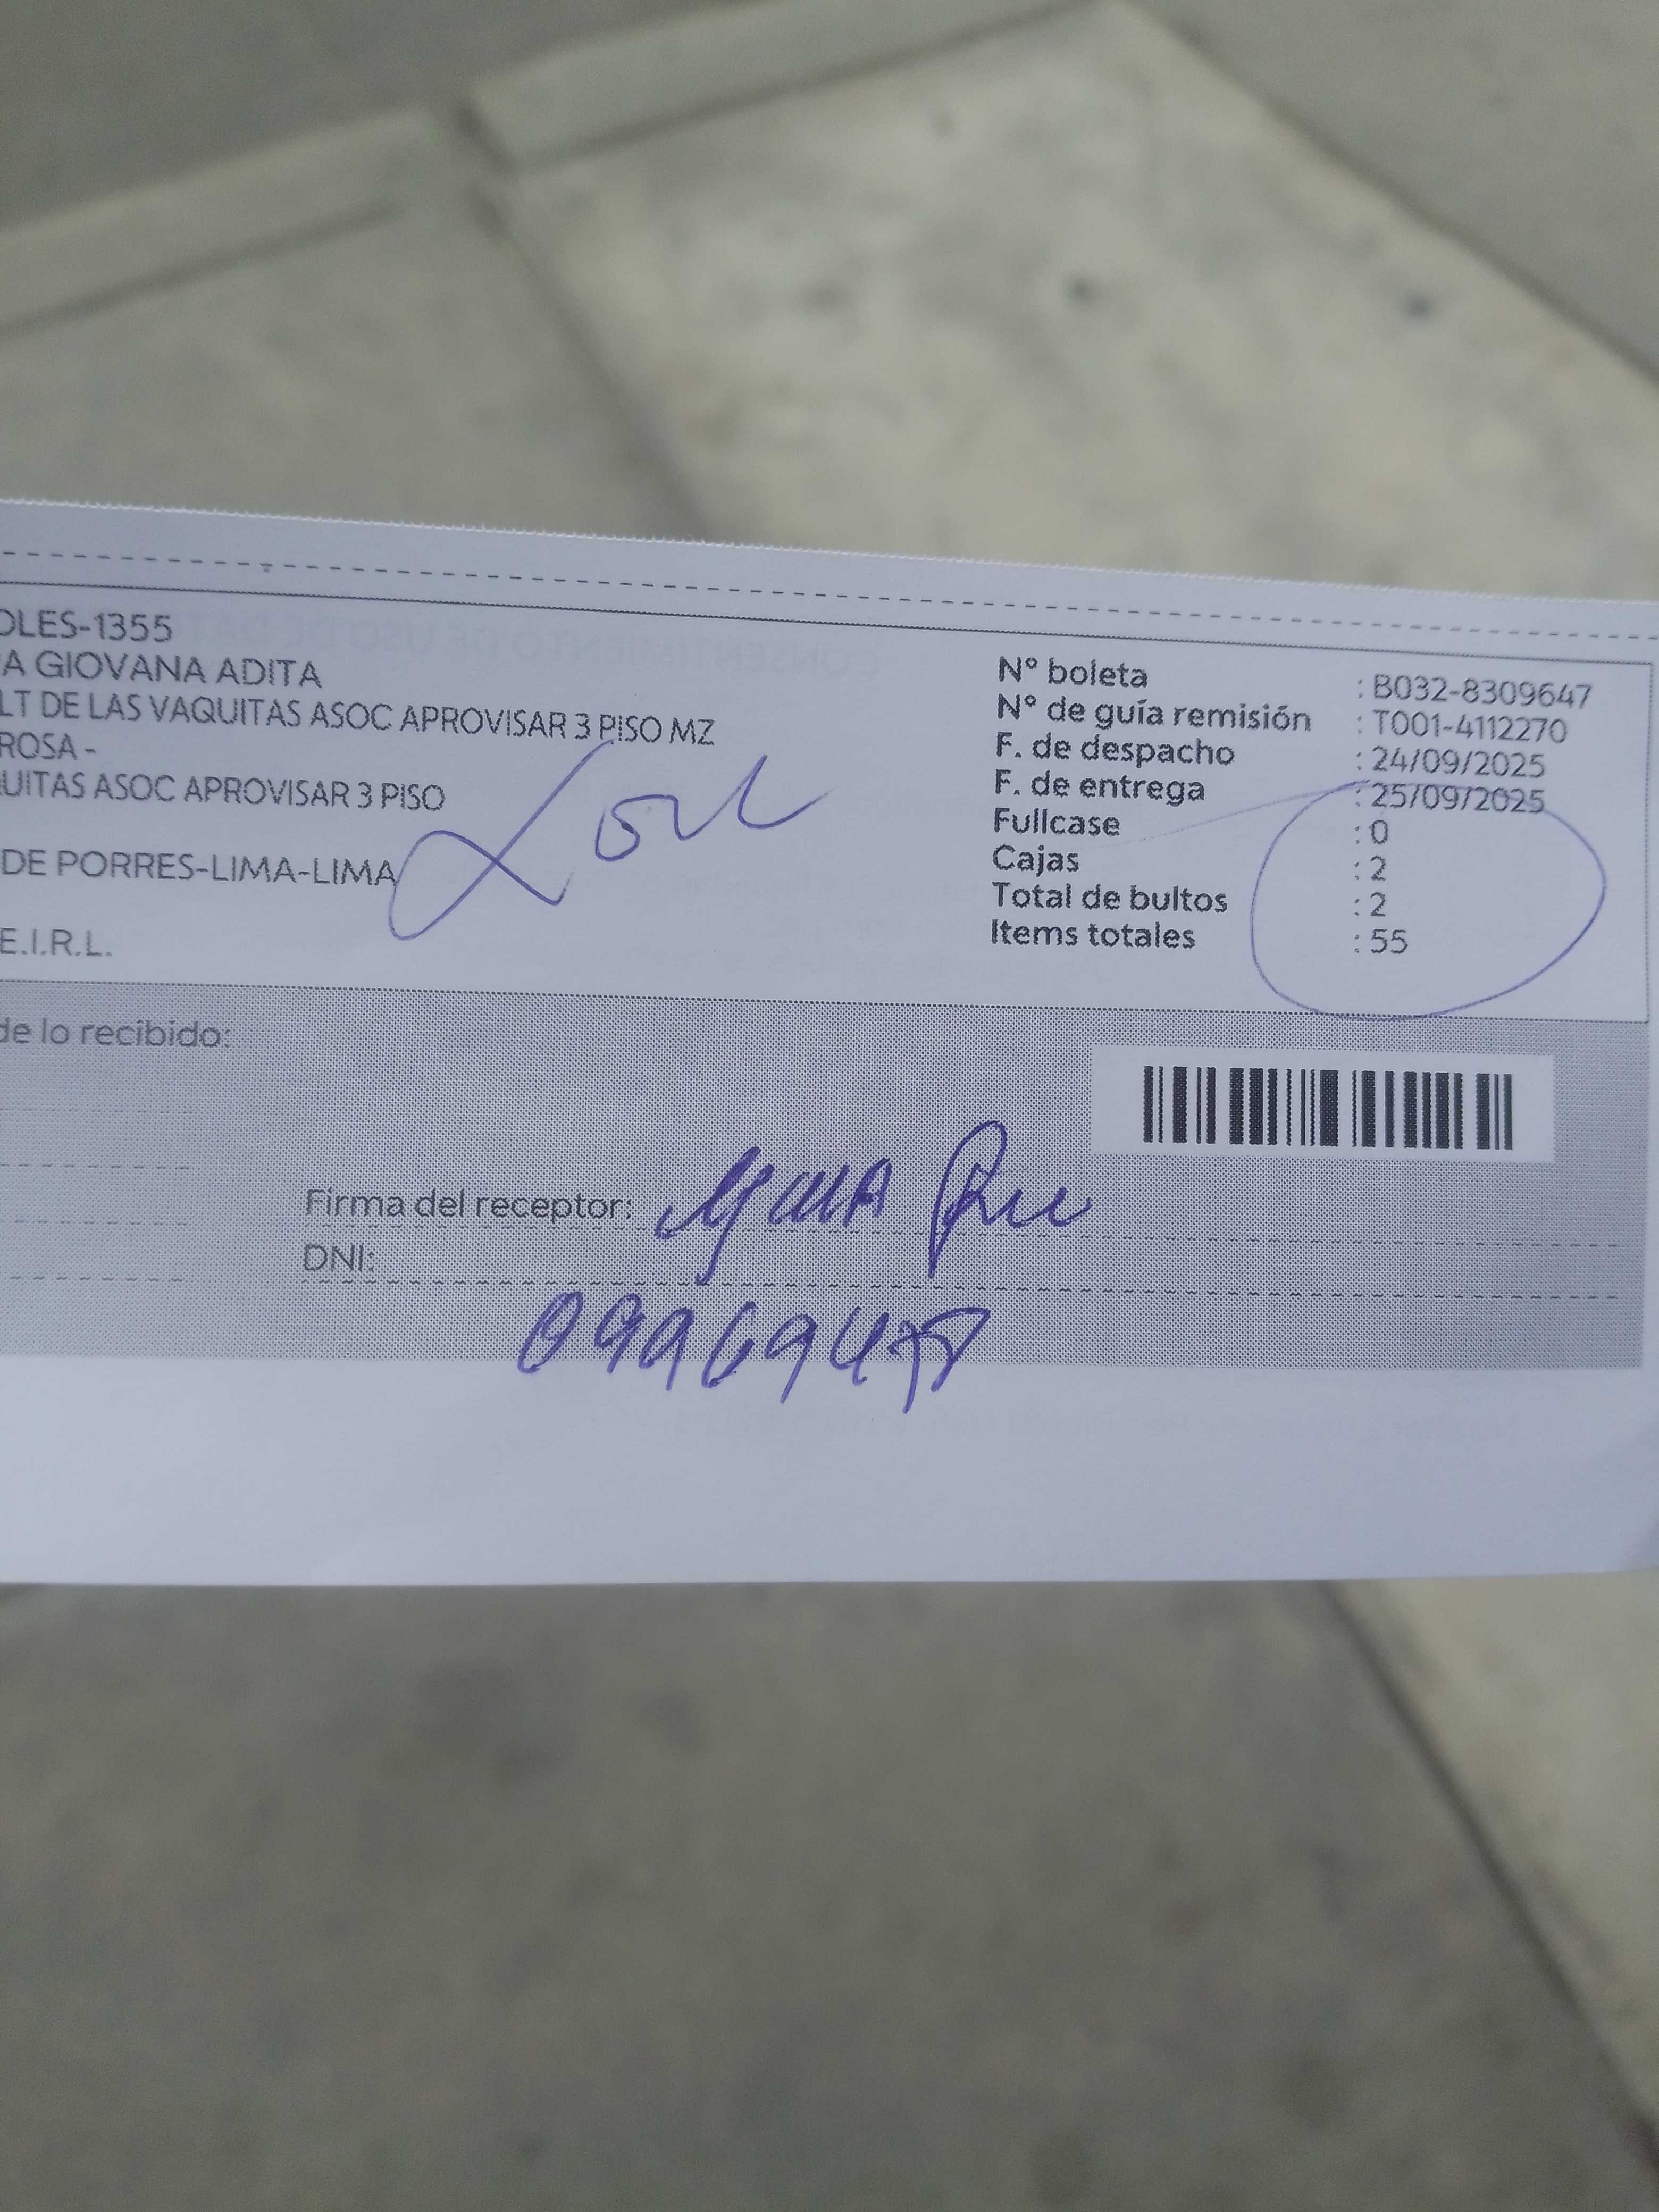 OLES-1355
A GIOVANA ADITA
LT DE LAS VAQUITAS ASOC APROVISAR 3 PISO MZ
ROSA -
UITAS ASOC APROVISAR 3 PISO
DE PORRES-LIMA-LIMA
E.I.R.L.
N° boleta : B032-8309647
N° de guía remisión : T001-4112270
F. de despacho : 24/09/2025
F. de entrega : 25/09/2025
Fullcase : 0
Cajas : 2
Total de bultos : 2
Items totales : 55
de lo recibido:
Firma del receptor:
DNI:
09969478